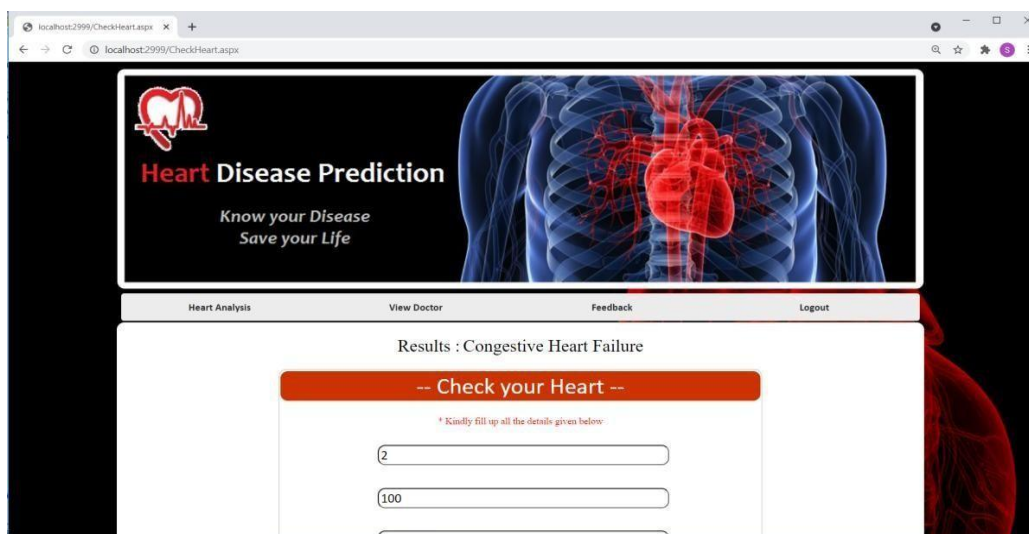 localhost:2999/CheckHeart.aspx
localhost:2999/CheckHeart.aspx
S
Heart Disease Prediction
Know your Disease
Save your Life
Heart Analysis View Doctor Feedback Logout
Results : Congestive Heart Failure
-- Check your Heart --
* Kindly fill up all the details given below
2
100